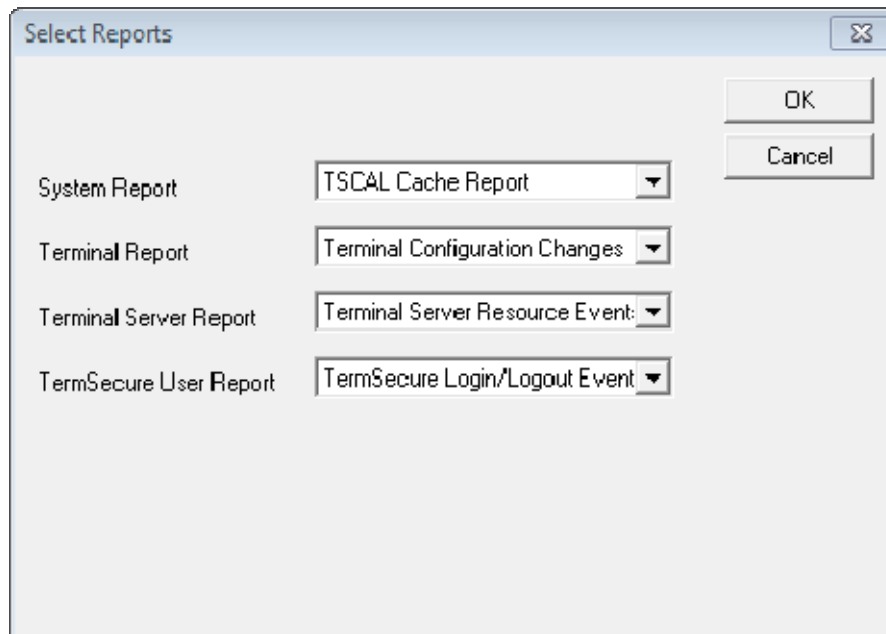 Select Reports
OK
Cancel
System Report
TSCAL Cache Report
Terminal Report
Terminal Configuration Changes
Terminal Server Report
Terminal Server Resource Event
TermSecure User Report
TermSecure Login/Logout Event